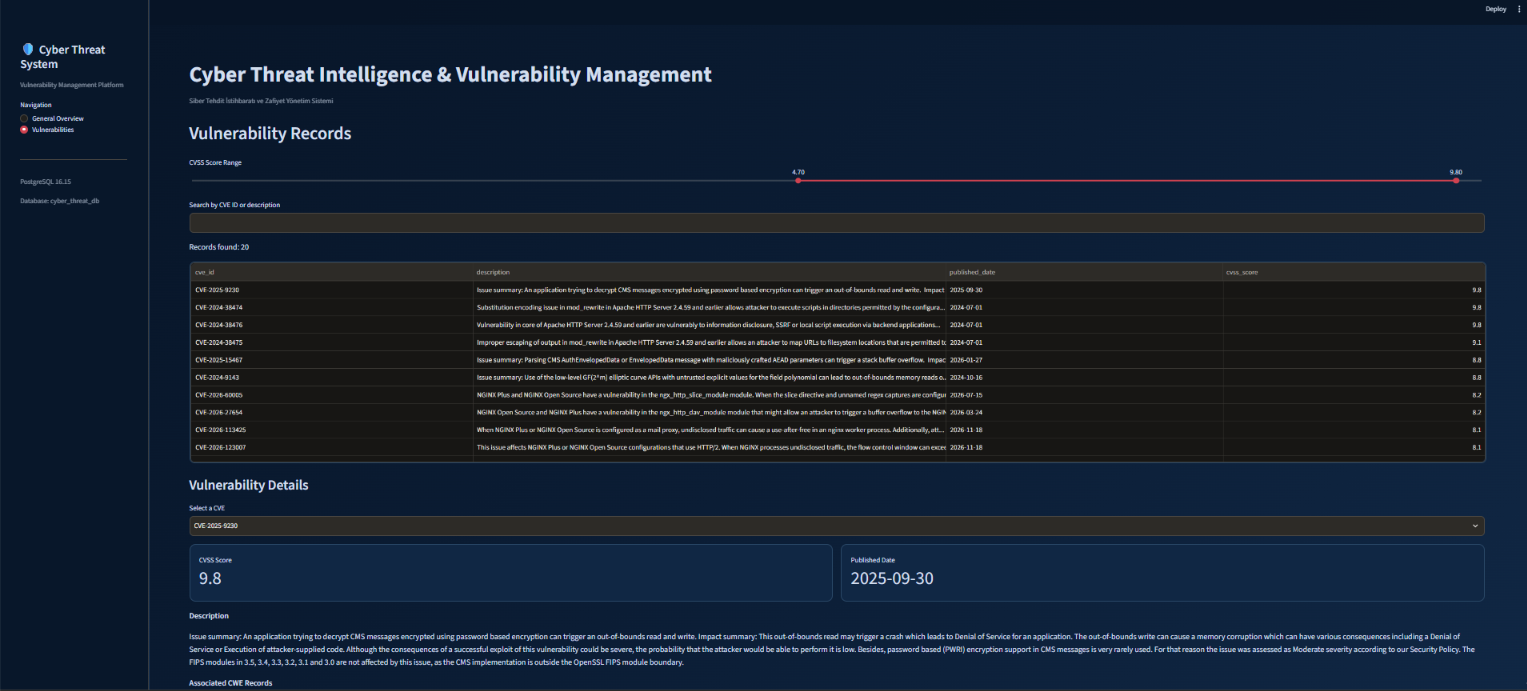 Deploy
Cyber Threat
System
Vulnerability Management Platform
Navigation
General Overview
Vulnerabilities
PostgreSQL 16.15
Database: cyber_threat_db
Cyber Threat Intelligence & Vulnerability Management
Siber Tehdit İstihbaratı ve Zafiyet Yönetim Sistemi
Vulnerability Records
CVSS Score Range
4.70
9.80
Search by CVE ID or description
Records found: 20
cve_id description published_date cvss_score
CVE-2025-9230 Issue summary: An application trying to decrypt CMS messages encrypted using password based encryption can trigger an out-of-bounds read and write. Impact 2025-09-30 9.8
CVE-2024-38474 Substitution encoding issue in mod_rewrite in Apache HTTP Server 2.4.59 and earlier allows attacker to execute scripts in directories permitted by the configura... 2024-07-01 9.8
CVE-2024-38476 Vulnerability in core of Apache HTTP Server 2.4.59 and earlier are vulnerably to information disclosure, SSRF or local script execution via backend applications... 2024-07-01 9.8
CVE-2024-38475 Improper escaping of output in mod_rewrite in Apache HTTP Server 2.4.59 and earlier allows an attacker to map URLs to filesystem locations that are permitted to 2024-07-01 9.1
CVE-2025-15467 Issue summary: Parsing CMS AuthEnvelopedData or EnvelopedData message with maliciously crafted AEAD parameters can trigger a stack buffer overflow. Impac 2026-01-27 8.8
CVE-2024-9143 Issue summary: Use of the low-level GF(2^m) elliptic curve APIs with untrusted explicit values for the field polynomial can lead to out-of-bounds memory reads o... 2024-10-16 8.8
CVE-2026-60005 NGINX Plus and NGINX Open Source have a vulnerability in the ngx_http_slice_module module. When the slice directive and unnamed regex captures are configur 2026-07-15 8.2
CVE-2026-27654 NGINX Open Source and NGINX Plus have a vulnerability in the ngx_http_dav_module module that might allow an attacker to trigger a buffer overflow to the NGIN 2026-03-24 8.2
CVE-2026-113425 When NGINX Plus or NGINX Open Source is configured as a mail proxy, undisclosed traffic can cause a use-after-free in an nginx worker process. Additionally, att... 2026-11-18 8.1
CVE-2026-123007 This issue affects NGINX Plus or NGINX Open Source configurations that use HTTP/2. When NGINX processes undisclosed traffic, the flow control window can excee 2026-11-18 8.1
Vulnerability Details
Select a CVE
CVE-2025-9230
CVSS Score
9.8
Published Date
2025-09-30
Description
Issue summary: An application trying to decrypt CMS messages encrypted using password based encryption can trigger an out-of-bounds read and write. Impact summary: This out-of-bounds read may trigger a crash which leads to Denial of Service for an application. The out-of-bounds write can cause a memory corruption which can have various consequences including a Denial of
Service or Execution of attacker-supplied code. Although the consequences of a successful exploit of this vulnerability could be severe, the probability that the attacker would be able to perform it is low. Besides, password based (PWRI) encryption support in CMS messages is very rarely used. For that reason the issue was assessed as Moderate severity according to our Security Policy. The
FIPS modules in 3.5, 3.4, 3.3, 3.2, 3.1 and 3.0 are not affected by this issue, as the CMS implementation is outside the OpenSSL FIPS module boundary.
Associated CWE Records